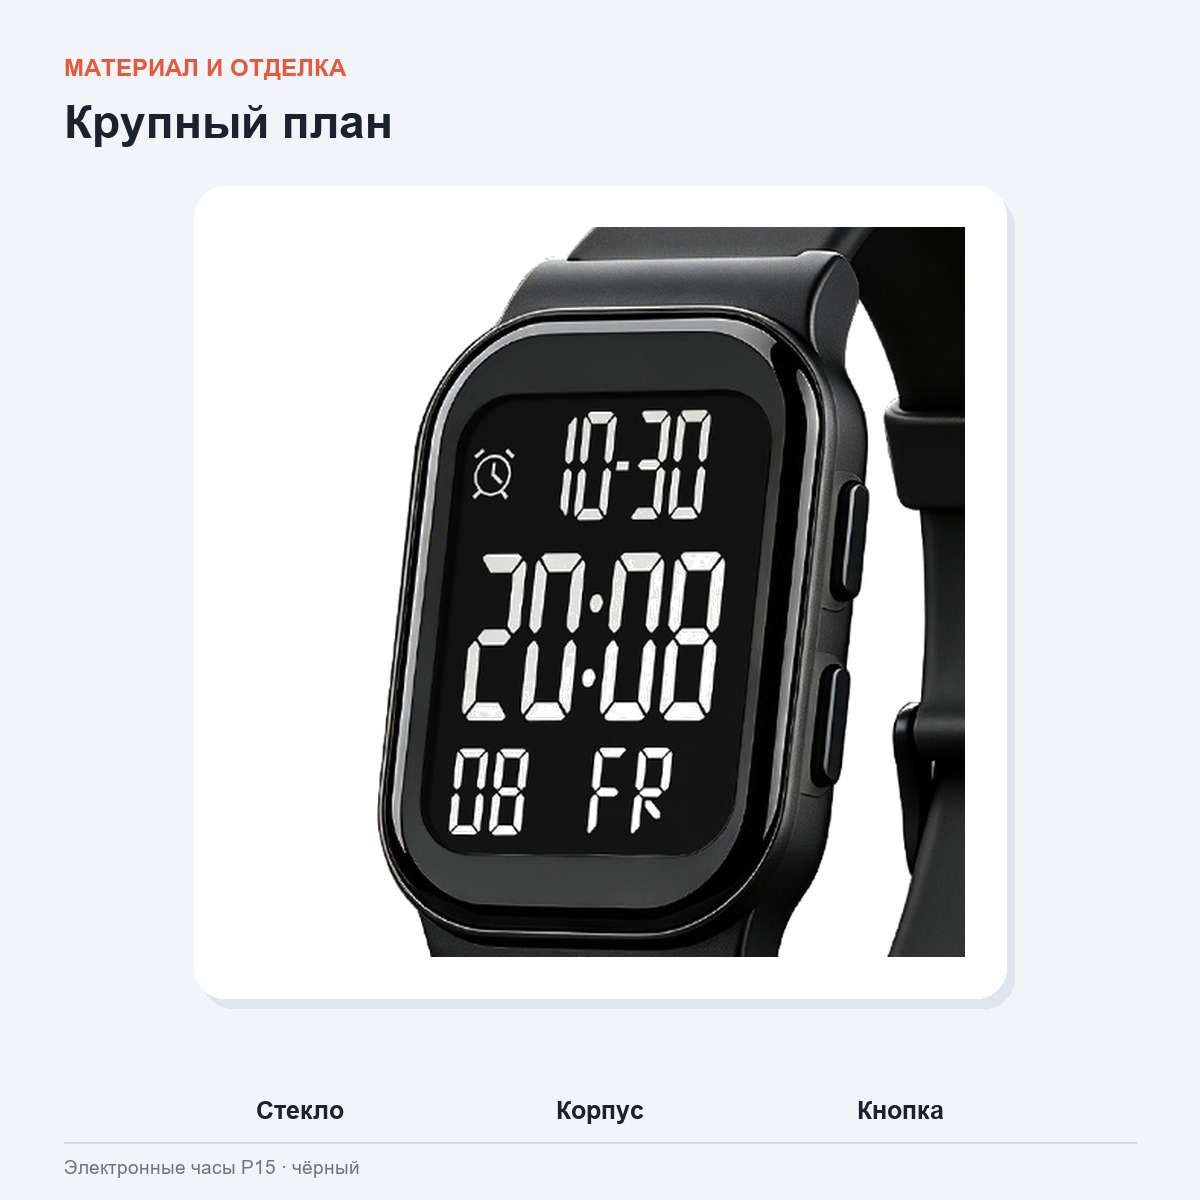 МАТЕРИАЛ И ОТДЕЛКА
Крупный план
10-30
20:08
08 FR
Стекло Корпус Кнопка
Электронные часы P15 · чёрный